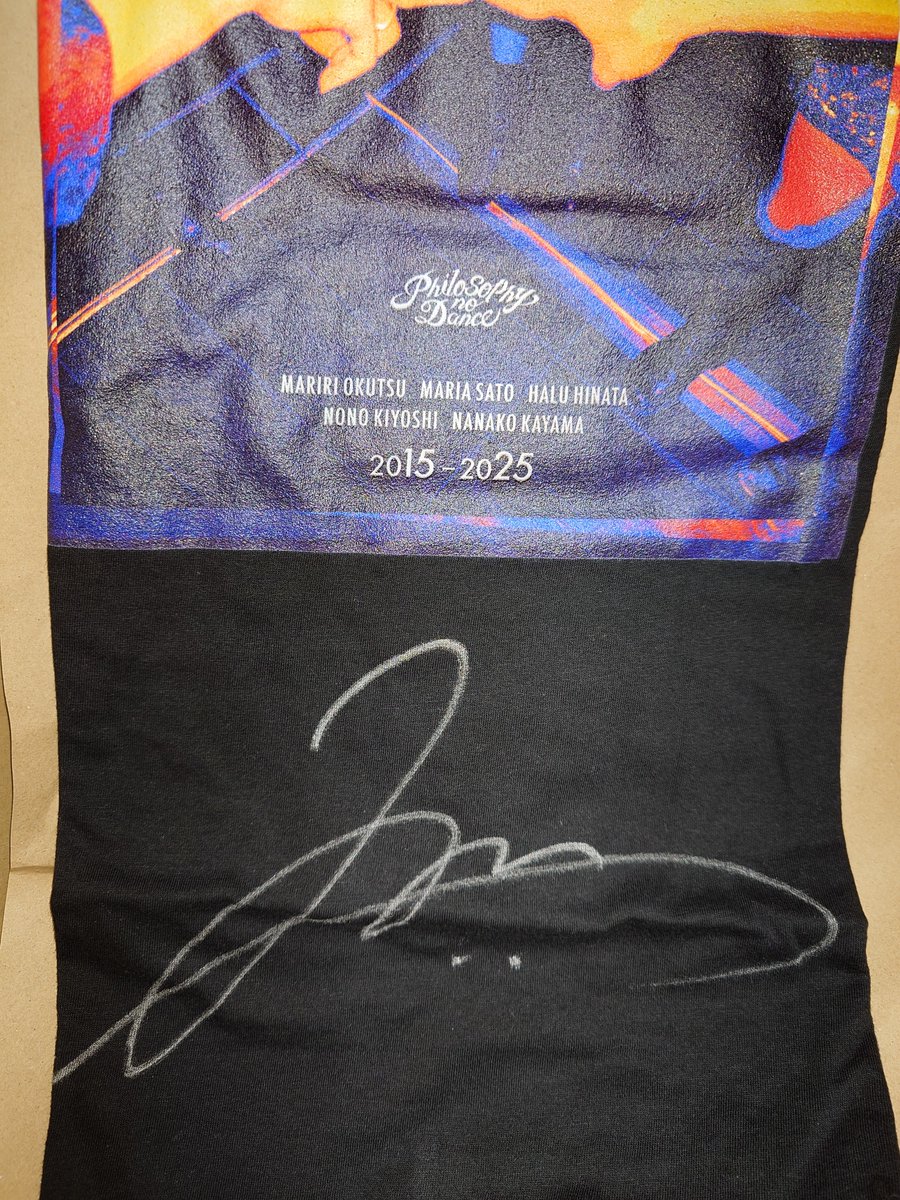 Philosophy
no
Dance
MARIRI OKUTSU MARIA SATO HALU HINATA
NONO KIYOSHI NANAKO KAYAMA
2015-2025